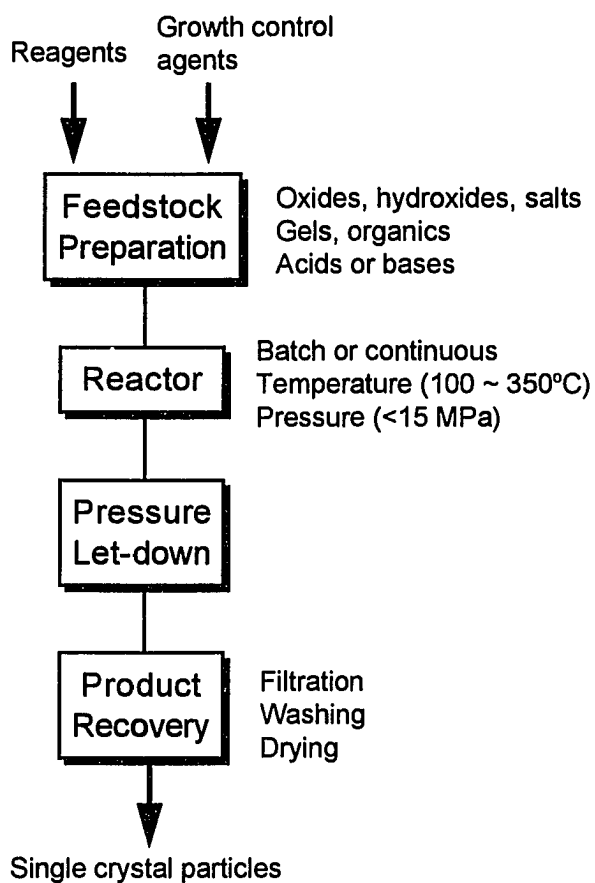 Reagents
Growth control
agents
Feedstock
Preparation
Oxides, hydroxides, salts
Gels, organics
Acids or bases
Reactor
Batch or continuous
Temperature (100 ~ 350ºC)
Pressure (<15 MPa)
Pressure
Let-down
Product
Recovery
Filtration
Washing
Drying
Single crystal particles